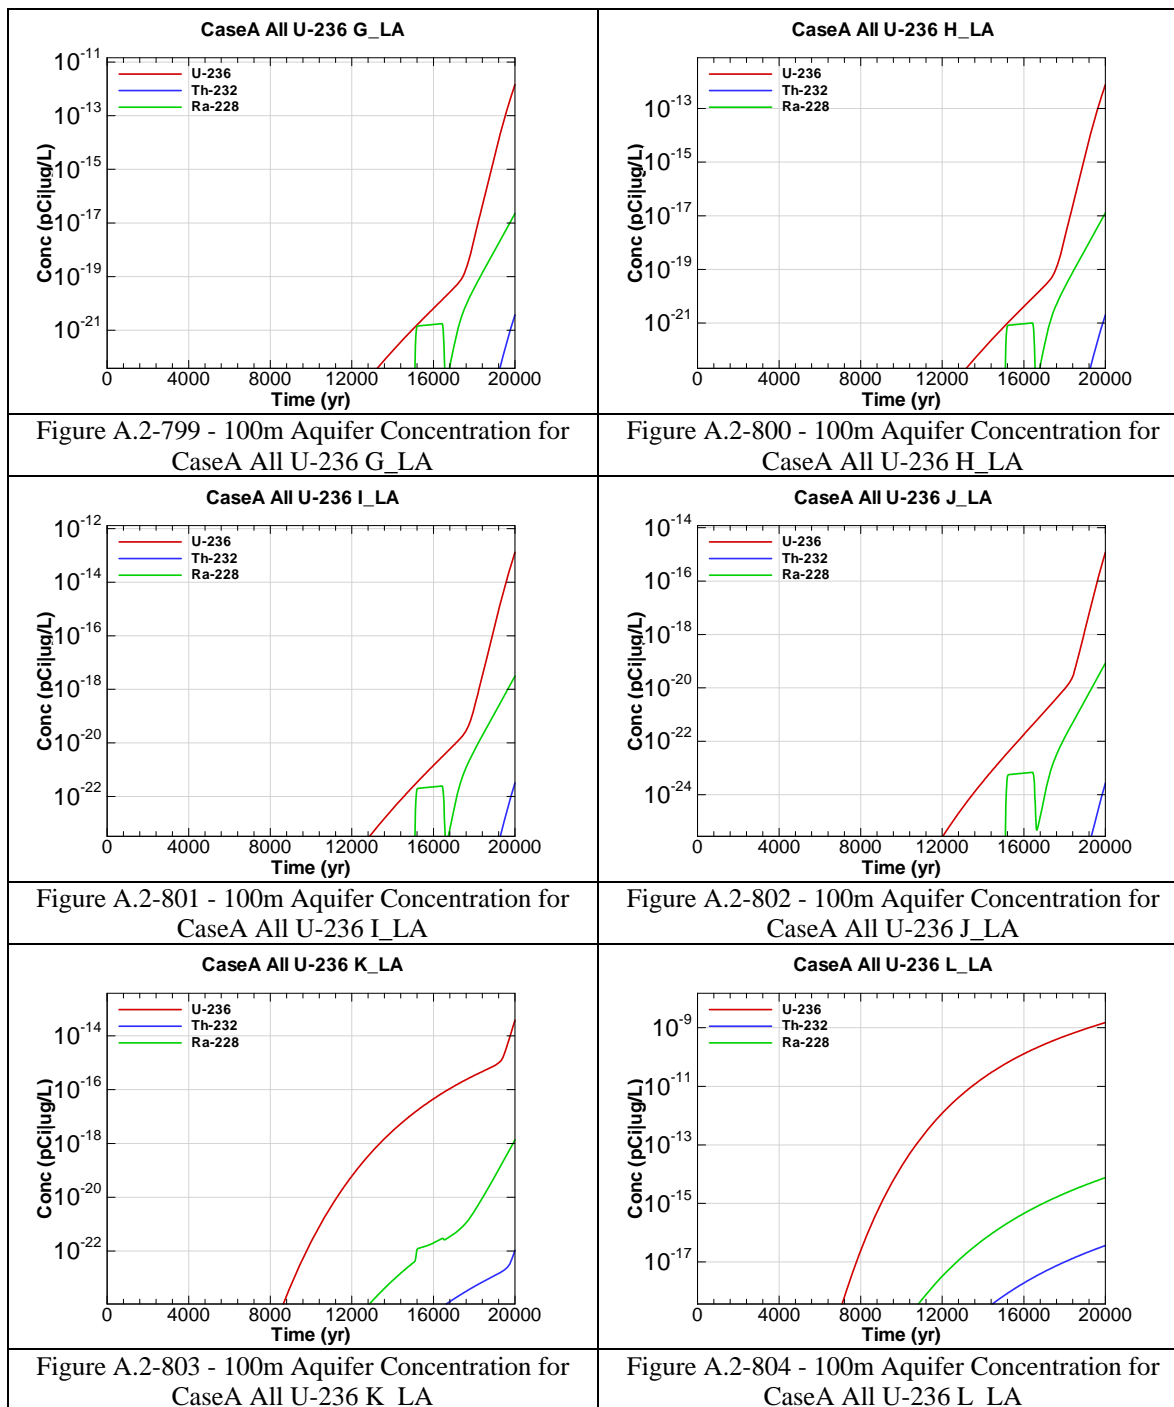 CaseA All U-236 G_LA
10-11
10-13
10-15
10-17
10-19
10-21
Conc (pCi|ug/L)
U-236
Th-232
Ra-228
0 4000 8000 12000 16000 20000
Time (yr)
Figure A.2-799 - 100m Aquifer Concentration for
CaseA All U-236 G_LA
CaseA All U-236 H_LA
10-13
10-15
10-17
10-19
10-21
Conc (pCi|ug/L)
U-236
Th-232
Ra-228
0 4000 8000 12000 16000 20000
Time (yr)
Figure A.2-800 - 100m Aquifer Concentration for
CaseA All U-236 H_LA
CaseA All U-236 I_LA
10-12
10-14
10-16
10-18
10-20
10-22
Conc (pCi|ug/L)
U-236
Th-232
Ra-228
0 4000 8000 12000 16000 20000
Time (yr)
Figure A.2-801 - 100m Aquifer Concentration for
CaseA All U-236 I_LA
CaseA All U-236 J_LA
10-14
10-16
10-18
10-20
10-22
10-24
Conc (pCi|ug/L)
U-236
Th-232
Ra-228
0 4000 8000 12000 16000 20000
Time (yr)
Figure A.2-802 - 100m Aquifer Concentration for
CaseA All U-236 J_LA
CaseA All U-236 K_LA
10-14
10-16
10-18
10-20
10-22
Conc (pCi|ug/L)
U-236
Th-232
Ra-228
0 4000 8000 12000 16000 20000
Time (yr)
Figure A.2-803 - 100m Aquifer Concentration for
CaseA All U-236 K_LA
CaseA All U-236 L_LA
10-9
10-11
10-13
10-15
10-17
Conc (pCi|ug/L)
U-236
Th-232
Ra-228
0 4000 8000 12000 16000 20000
Time (yr)
Figure A.2-804 - 100m Aquifer Concentration for
CaseA All U-236 L_LA